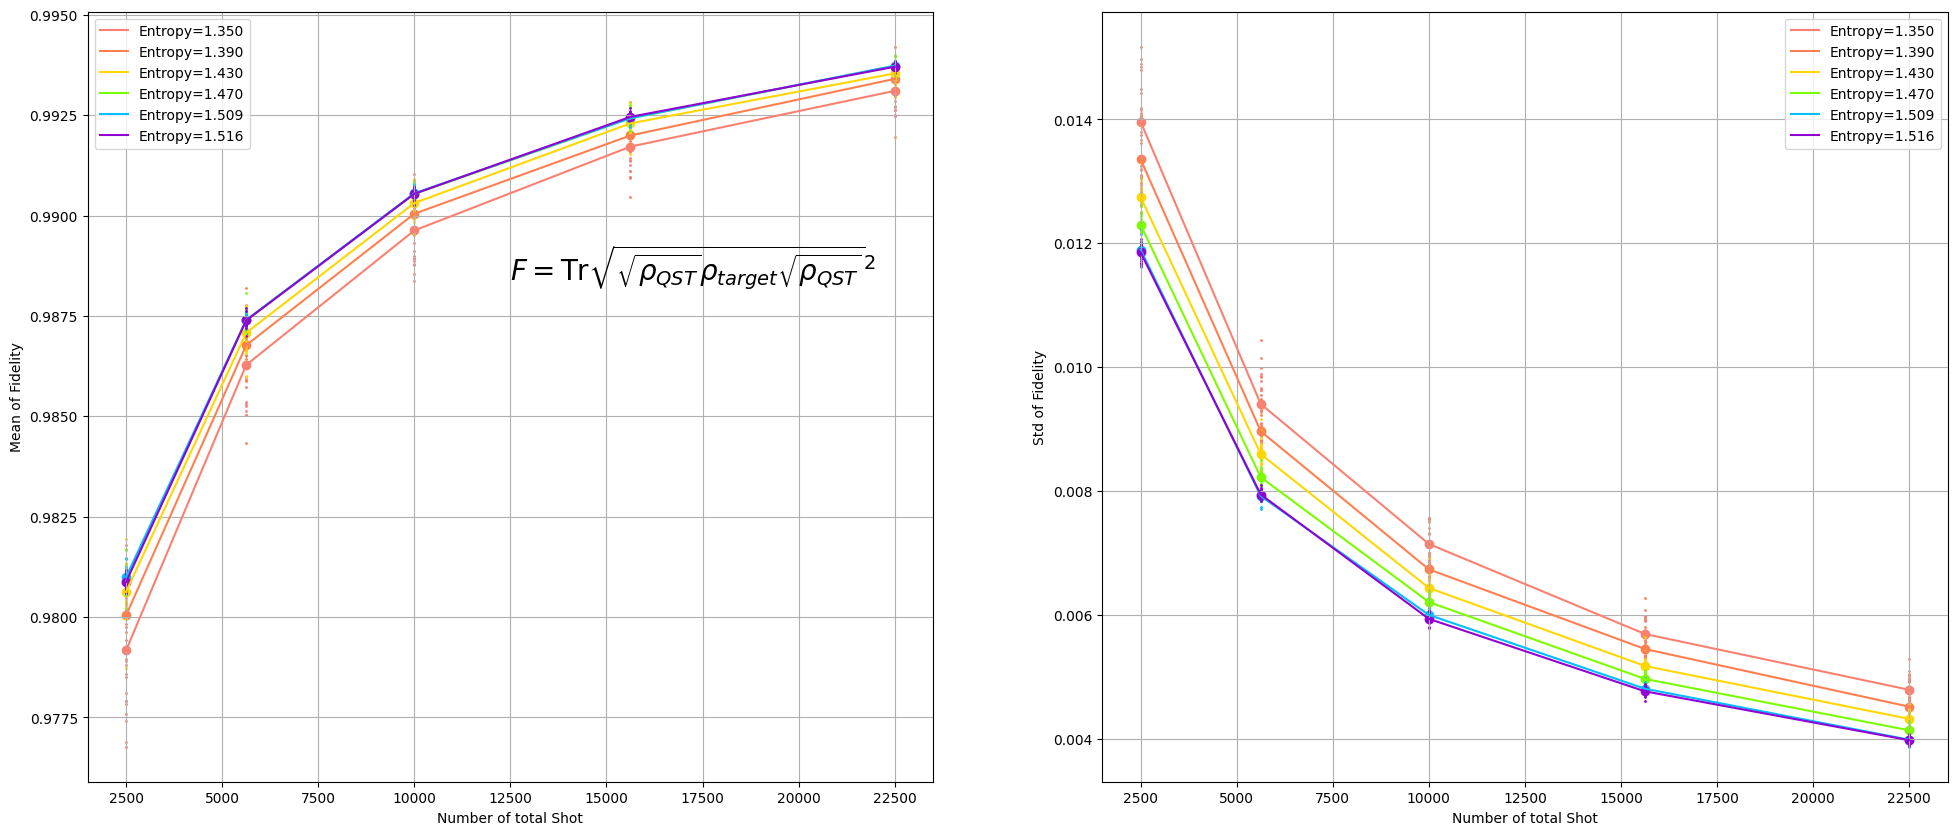 0.9950
0.9925
0.9900
0.9875
0.9850
0.9825
0.9800
0.9775
Mean of Fidelity
Entropy=1.350
Entropy=1.390
Entropy=1.430
Entropy=1.470
Entropy=1.509
Entropy=1.516
F = Tr√(√ρ_QST ρ_target √ρ_QST)²
2500 5000 7500 10000 12500 15000 17500 20000 22500
Number of total Shot
0.014
0.012
0.010
0.008
0.006
0.004
Std of Fidelity
Entropy=1.350
Entropy=1.390
Entropy=1.430
Entropy=1.470
Entropy=1.509
Entropy=1.516
2500 5000 7500 10000 12500 15000 17500 20000 22500
Number of total Shot